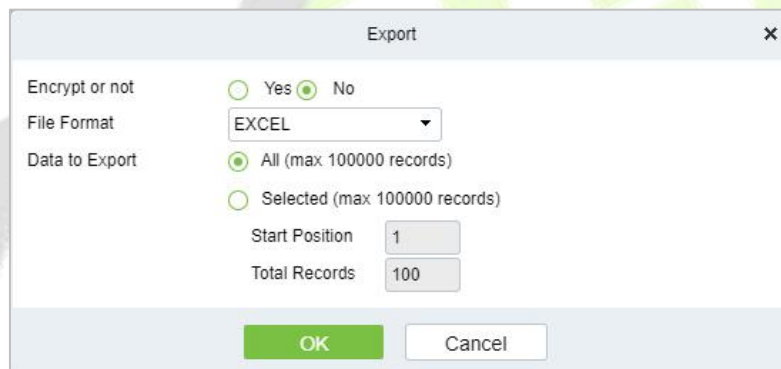 Export
Encrypt or not Yes No
File Format EXCEL
Data to Export All (max 100000 records)
Selected (max 100000 records)
Start Position 1
Total Records 100
OK Cancel